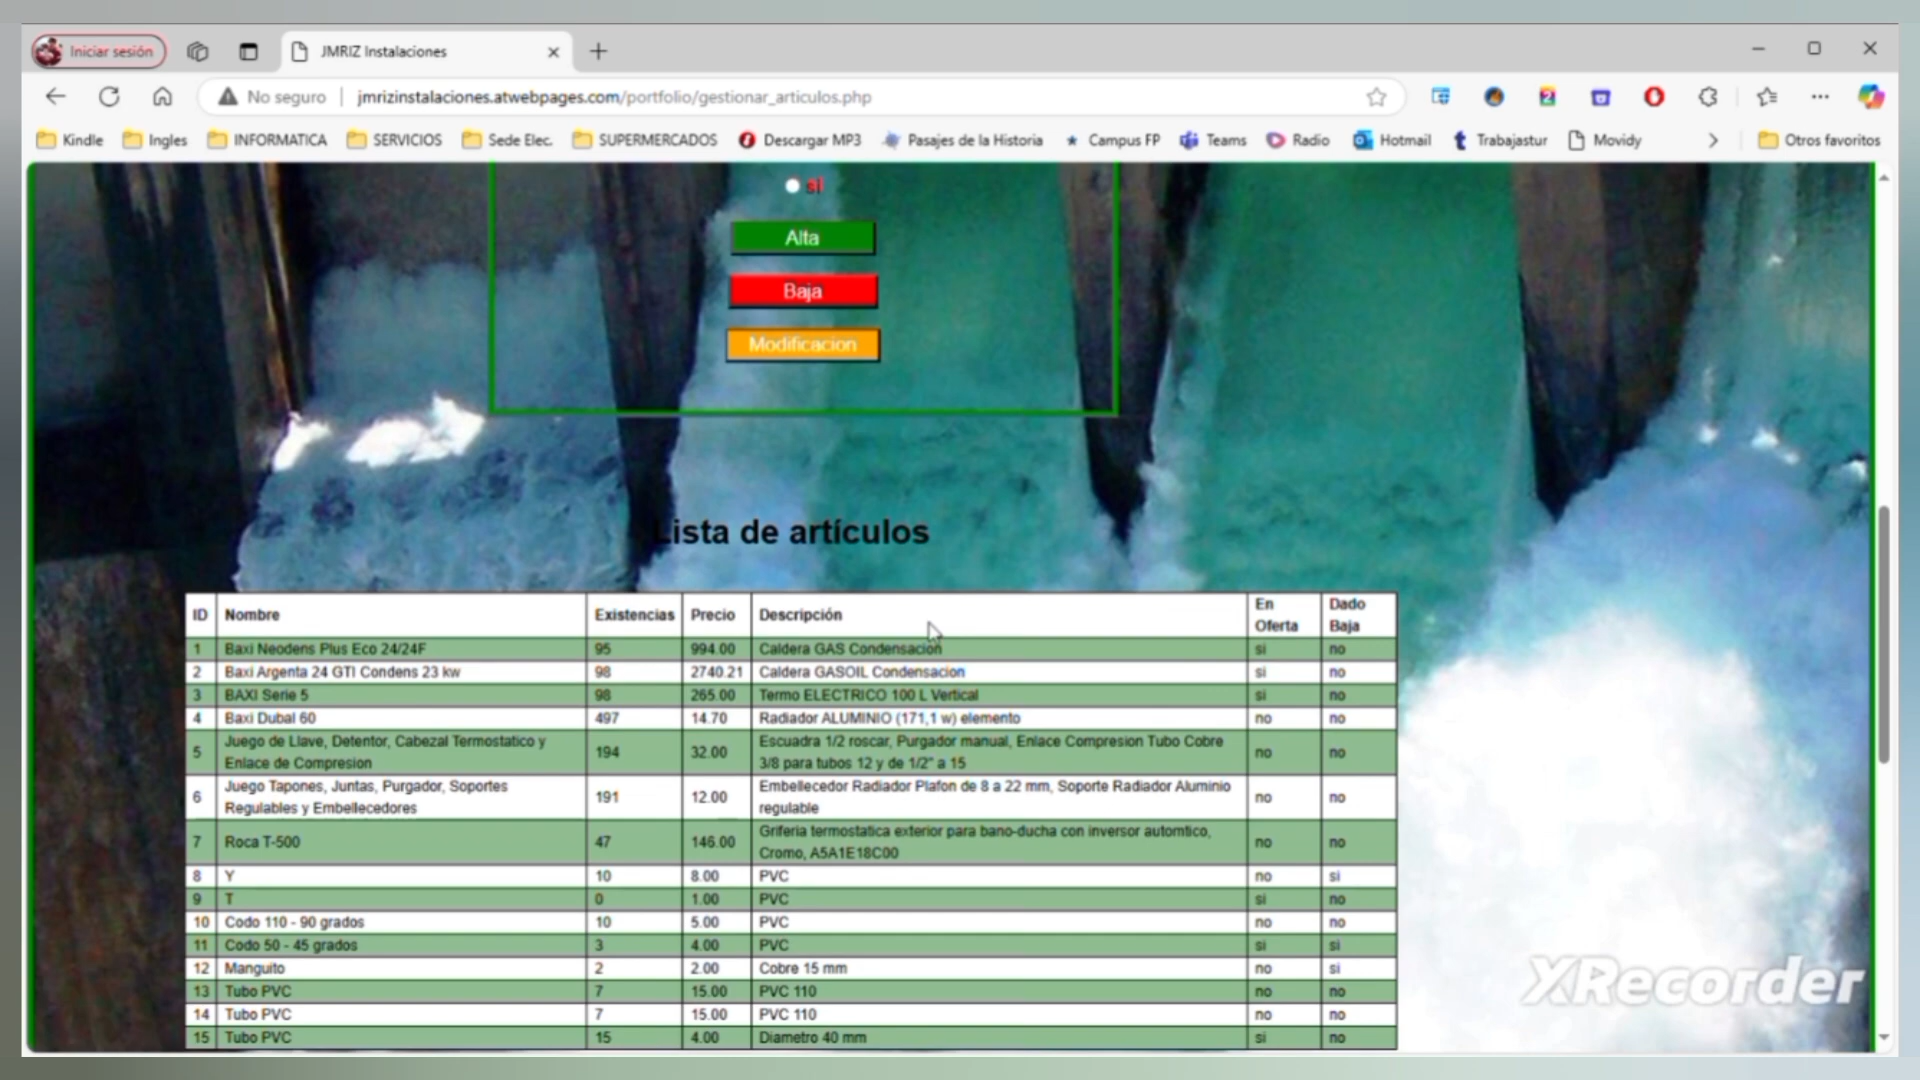 Iniciar sesión
JMRIZ Instalaciones
No seguro
jmrizinstalaciones.atwebpages.com/portfolio/gestionar_articulos.php
Kindle Ingles INFORMATICA SERVICIOS Sede Elec. SUPERMERCADOS Descargar MP3 Pasajes de la Historia Campus FP Teams Radio Hotmail Trabajastur Movidy Otros favoritos
si
Alta
Baja
Modificacion
Lista de artículos
ID Nombre Existencias Precio Descripción En Oferta Dado Baja
1 Baxi Neodens Plus Eco 24/24F 95 994.00 Caldera GAS Condensacion si no
2 Baxi Argenta 24 GTI Condens 23 kw 98 2740.21 Caldera GASOIL Condensacion si no
3 BAXI Serie 5 98 265.00 Termo ELECTRICO 100 L Vertical si no
4 Baxi Dubal 60 497 14.70 Radiador ALUMINIO (171,1 w) elemento no no
5 Juego de Llave, Detentor, Cabezal Termostatico y Enlace de Compresion 194 32.00 Escuadra 1/2 roscar, Purgador manual, Enlace Compresion Tubo Cobre 3/8 para tubos 12 y de 1/2" a 15 no no
6 Juego Tapones, Juntas, Purgador, Soportes Regulables y Embellecedores 191 12.00 Embellecedor Radiador Plafon de 8 a 22 mm, Soporte Radiador Aluminio regulable no no
7 Roca T-500 47 146.00 Griferia termostatica exterior para bano-ducha con inversor automtico, Cromo, A5A1E18C00 no no
8 Y 10 8.00 PVC no si
9 T 0 1.00 PVC si no
10 Codo 110 - 90 grados 10 5.00 PVC no no
11 Codo 50 - 45 grados 3 4.00 PVC si si
12 Manguito 2 2.00 Cobre 15 mm no si
13 Tubo PVC 7 15.00 PVC 110 no no
14 Tubo PVC 7 15.00 PVC 110 no no
15 Tubo PVC 15 4.00 Diametro 40 mm si no
XRecorder